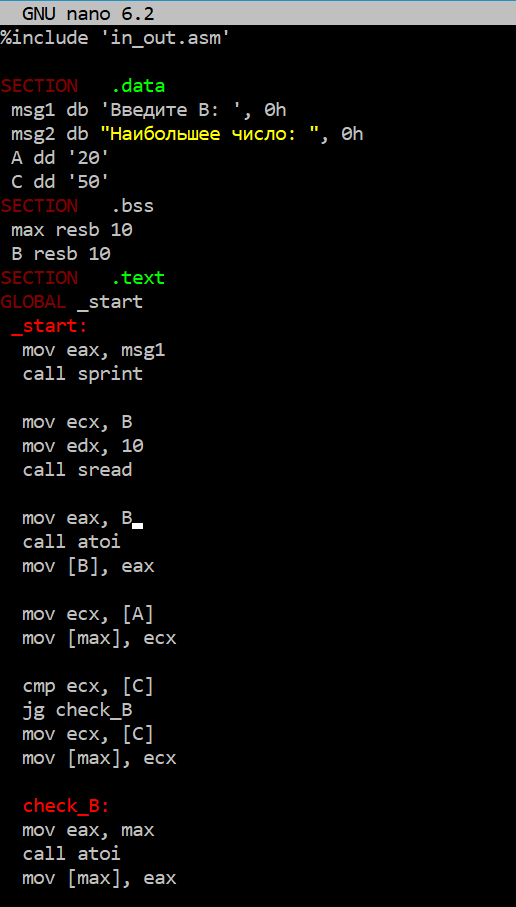 GNU nano 6.2
%include 'in_out.asm'
SECTION .data
msg1 db 'Введите B: ', 0h
msg2 db "Наибольшее число: ", 0h
A dd '20'
C dd '50'
SECTION .bss
max resb 10
B resb 10
SECTION .text
GLOBAL _start
_start:
mov eax, msg1
call sprint
mov ecx, B
mov edx, 10
call sread
mov eax, B
call atoi
mov [B], eax
mov ecx, [A]
mov [max], ecx
cmp ecx, [C]
jg check_B
mov ecx, [C]
mov [max], ecx
check_B:
mov eax, max
call atoi
mov [max], eax